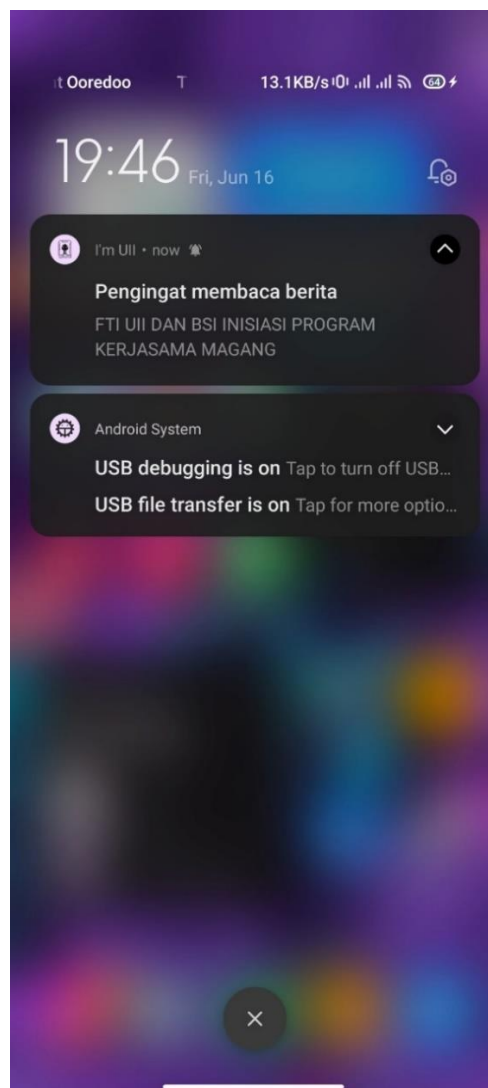 t Ooredoo T 13.1KB/s 64
19:46 Fri, Jun 16
I'm UII • now
Pengingat membaca berita
FTI UII DAN BSI INISIASI PROGRAM
KERJASAMA MAGANG
Android System
USB debugging is on Tap to turn off USB...
USB file transfer is on Tap for more optio...